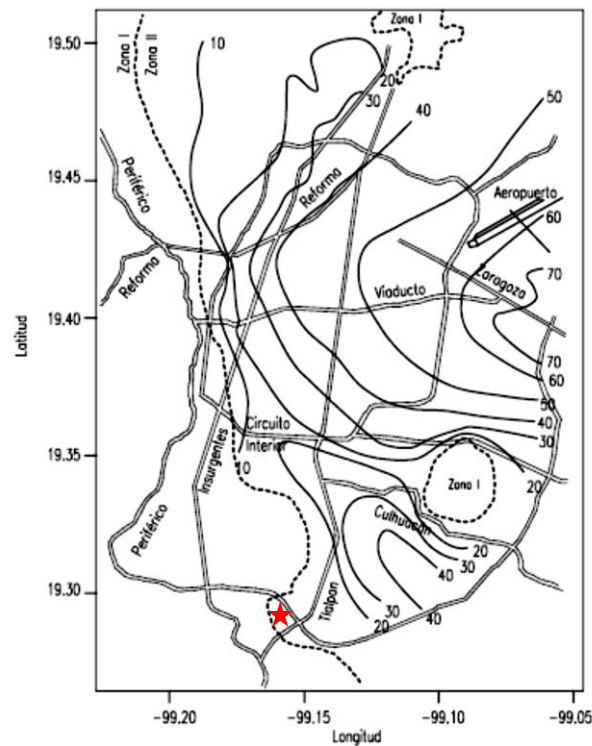 Zona I
10
Zona I
Zona II
19.50
20
30
40
50
19.45
Periférico
Reforma
Aeropuerto
60
Reforma
Zaragoza
70
Viaducto
19.40
Latitud
70
60
50
40
30
Circuito
Interior
19.35
Insurgentes
10
Zona I
20
Periférico
Culhuacán
20
30
40
19.30
Tlalpan
30
40
20
-99.20
-99.15
-99.10
-99.05
Longitud